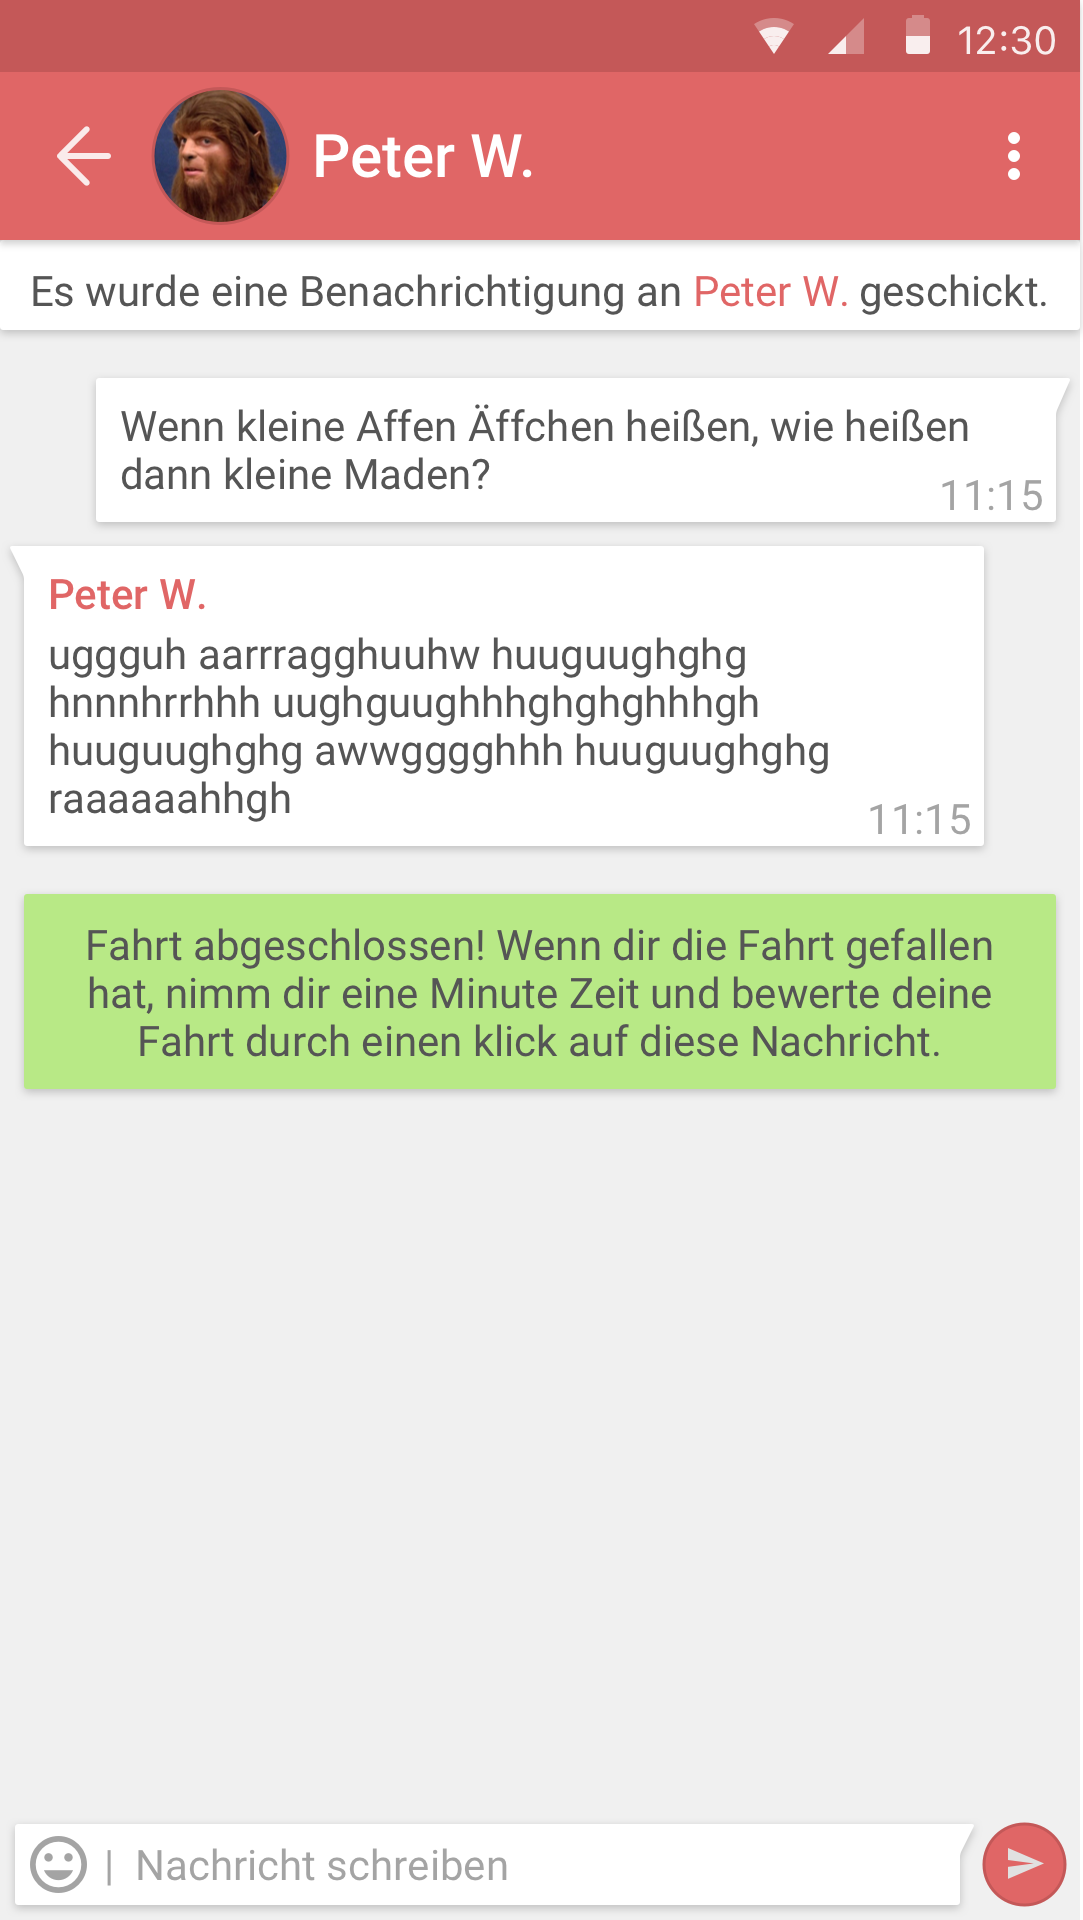 12:30
Peter W.
Es wurde eine Benachrichtigung an Peter W. geschickt.
Wenn kleine Affen Äffchen heißen, wie heißen
dann kleine Maden?
11:15
Peter W.
uggguh aarrragghuuhw huuguughghg
hnnnhrrhhh uughguughhhghghghhhgh
huuguughghg awwgggghhh huuguughghg
raaaaaahhgh
11:15
Fahrt abgeschlossen! Wenn dir die Fahrt gefallen
hat, nimm dir eine Minute Zeit und bewerte deine
Fahrt durch einen klick auf diese Nachricht.
| Nachricht schreiben